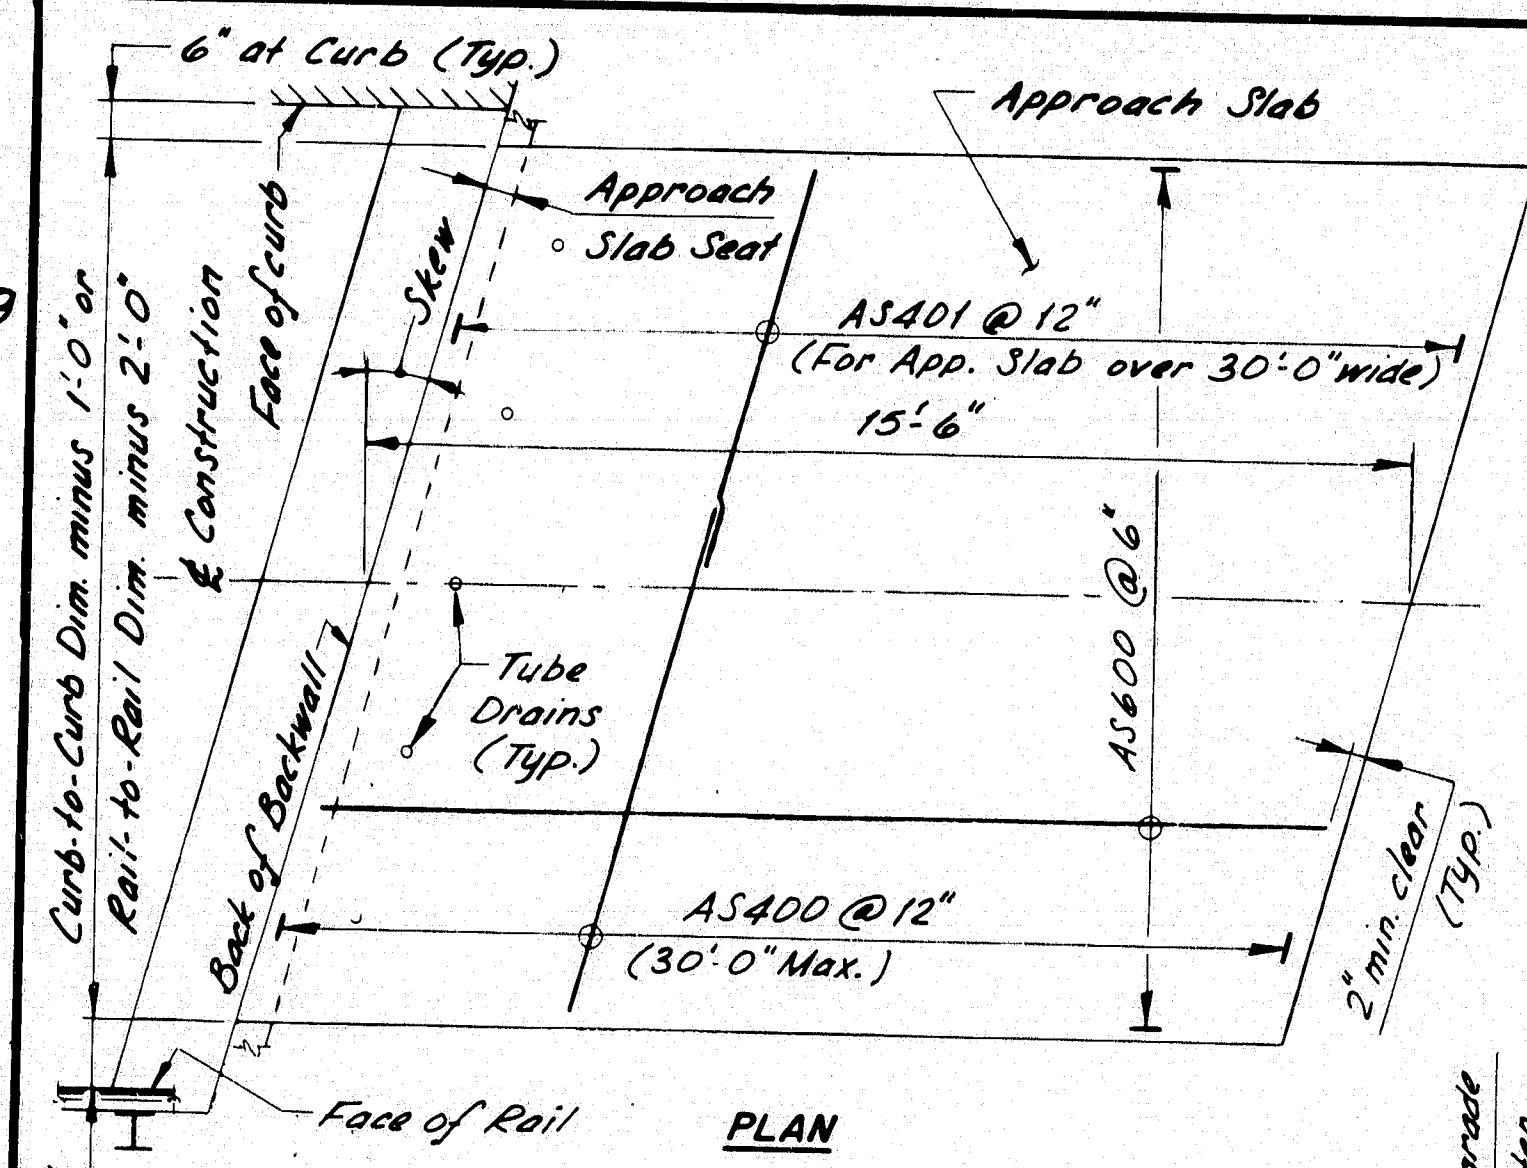 6" at Curb (Typ.)
Approach Slab
Approach
Slab Seat
Skew
Face of curb
℄ Construction
Curb-to-Curb Dim. minus 1'-0" or
Rail-to-Rail Dim. minus 2'-0"
AS401 @ 12"
(For App. Slab over 30'-0" wide)
15'-6"
AS600 @ 6"
Tube
Drains
(Typ.)
Back of Backwall
AS400 @ 12"
(30'-0" Max.)
2" min. clear
(Typ.)
Face of Rail
PLAN